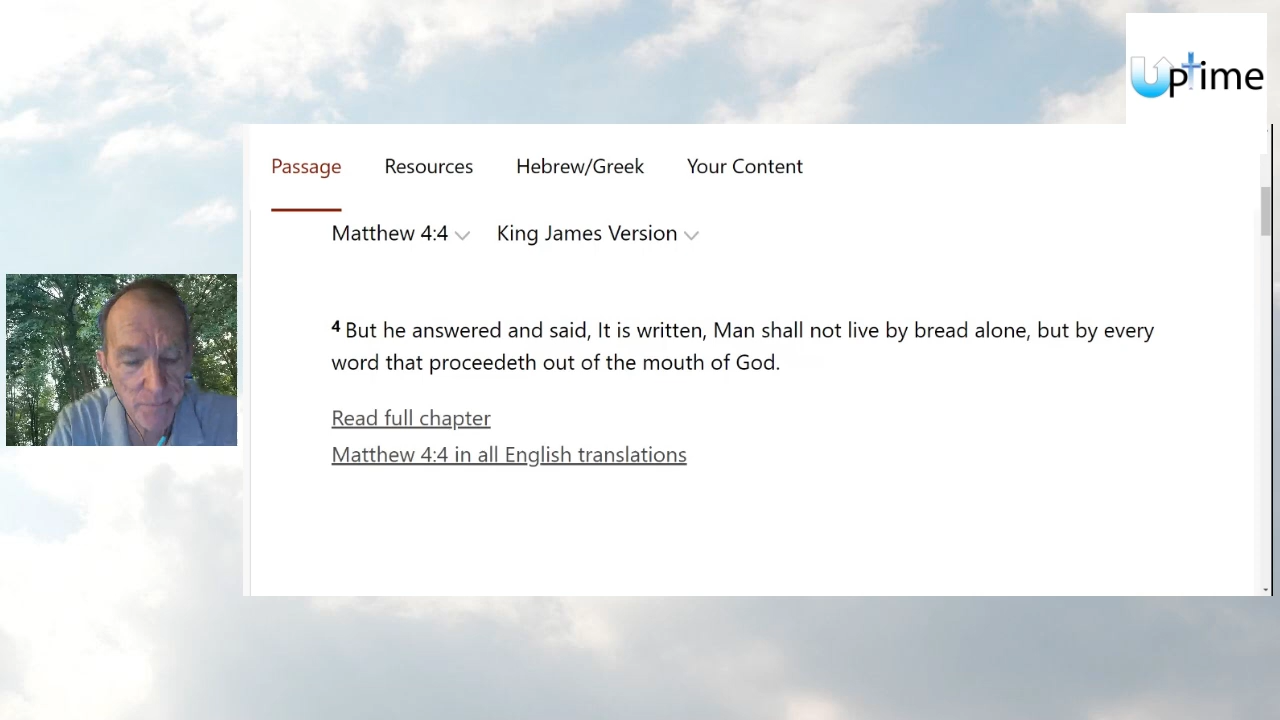 Uptime
Passage Resources Hebrew/Greek Your Content
Matthew 4:4 King James Version
4 But he answered and said, It is written, Man shall not live by bread alone, but by every
word that proceedeth out of the mouth of God.
Read full chapter
Matthew 4:4 in all English translations